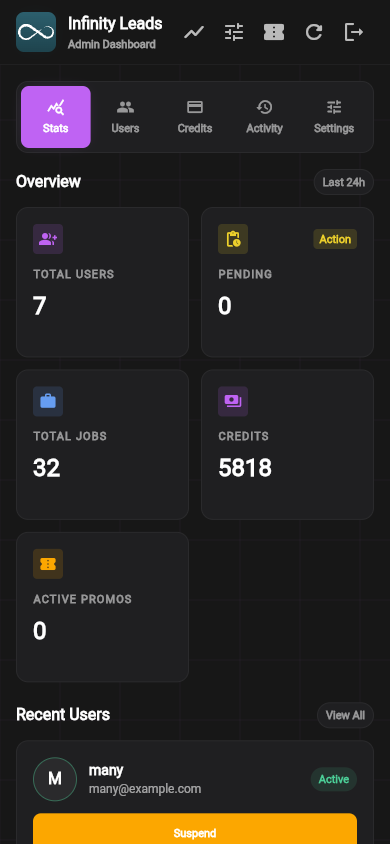 Infinity Leads
Admin Dashboard
Stats
Users
Credits
Activity
Settings
Overview
Last 24h
TOTAL USERS
7
Action
PENDING
0
TOTAL JOBS
32
CREDITS
5818
ACTIVE PROMOS
0
Recent Users
View All
M
many
many@example.com
Active
Suspend